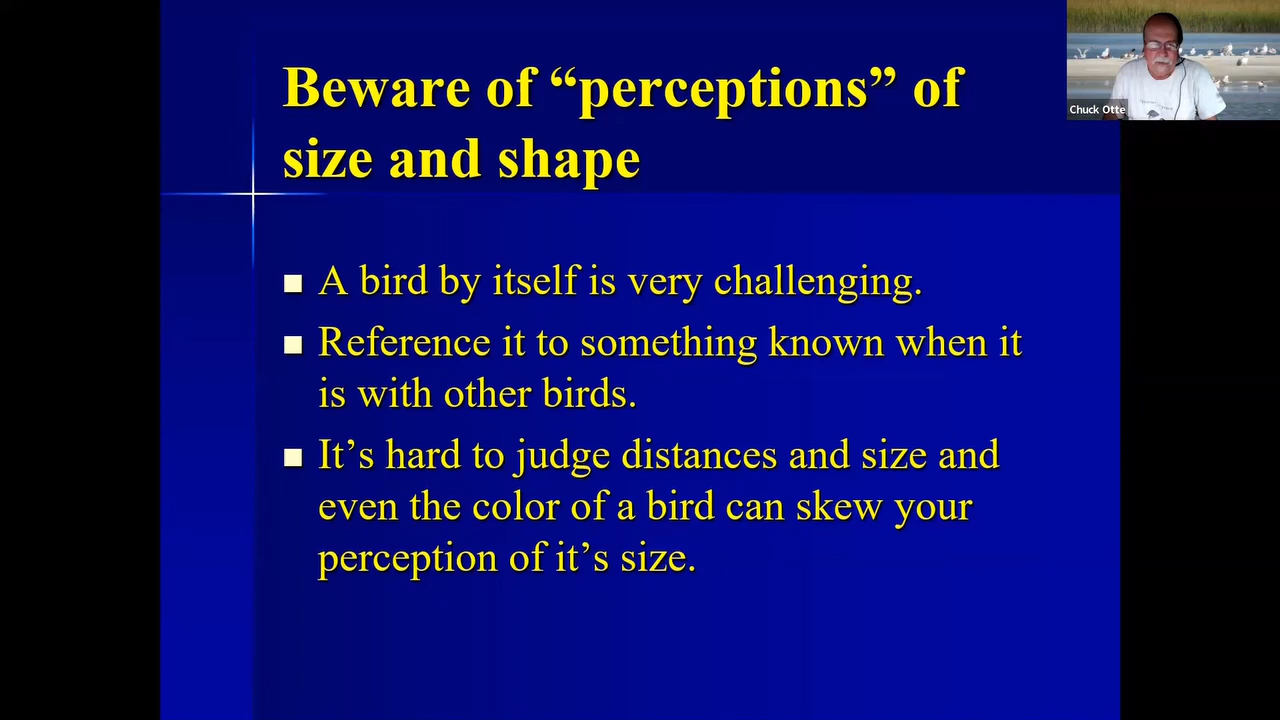 Beware of “perceptions” of
size and shape
Chuck Otte
A bird by itself is very challenging.
Reference it to something known when it
is with other birds.
It’s hard to judge distances and size and
even the color of a bird can skew your
perception of it’s size.